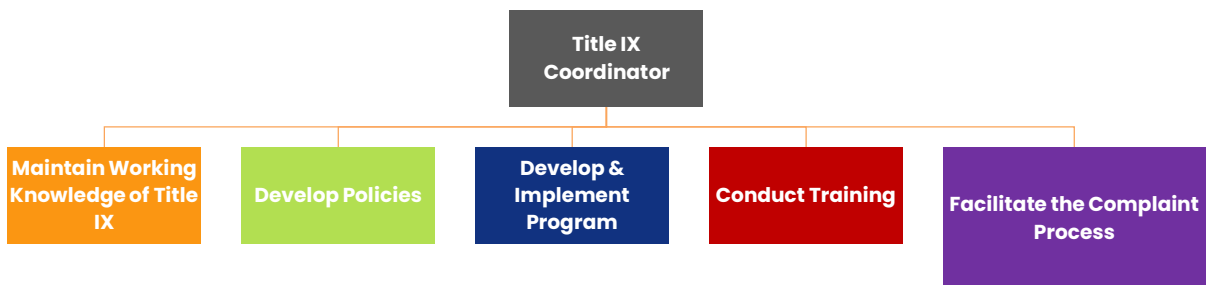 Title IX
Coordinator
Maintain Working
Knowledge of Title
IX
Develop Policies
Develop &
Implement
Program
Conduct Training
Facilitate the Complaint
Process